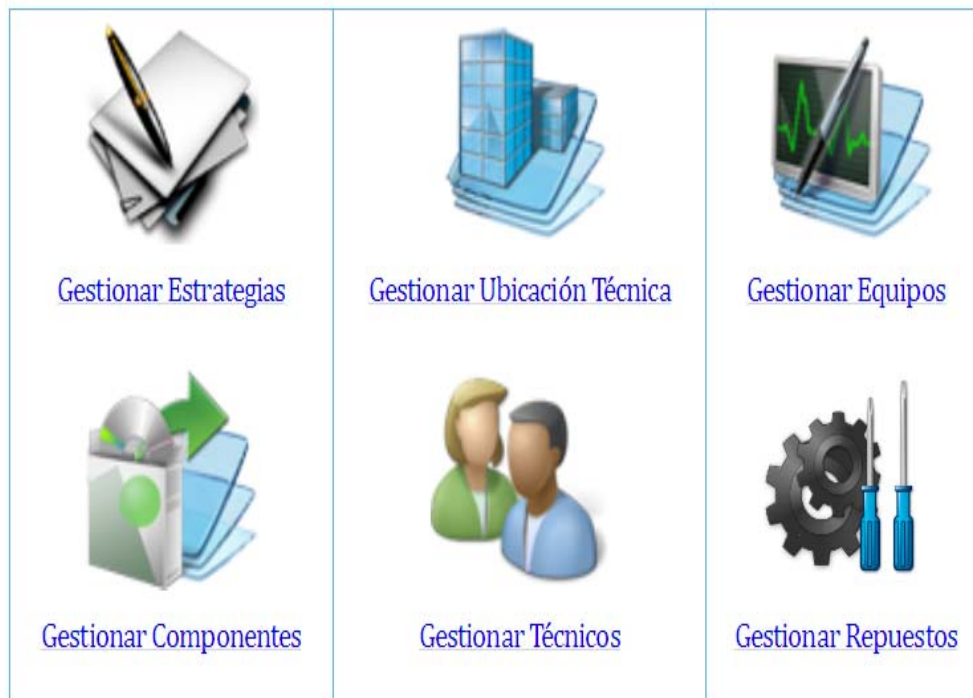 Gestionar Estrategias
Gestionar Ubicación Técnica
Gestionar Equipos
Gestionar Componentes
Gestionar Técnicos
Gestionar Repuestos